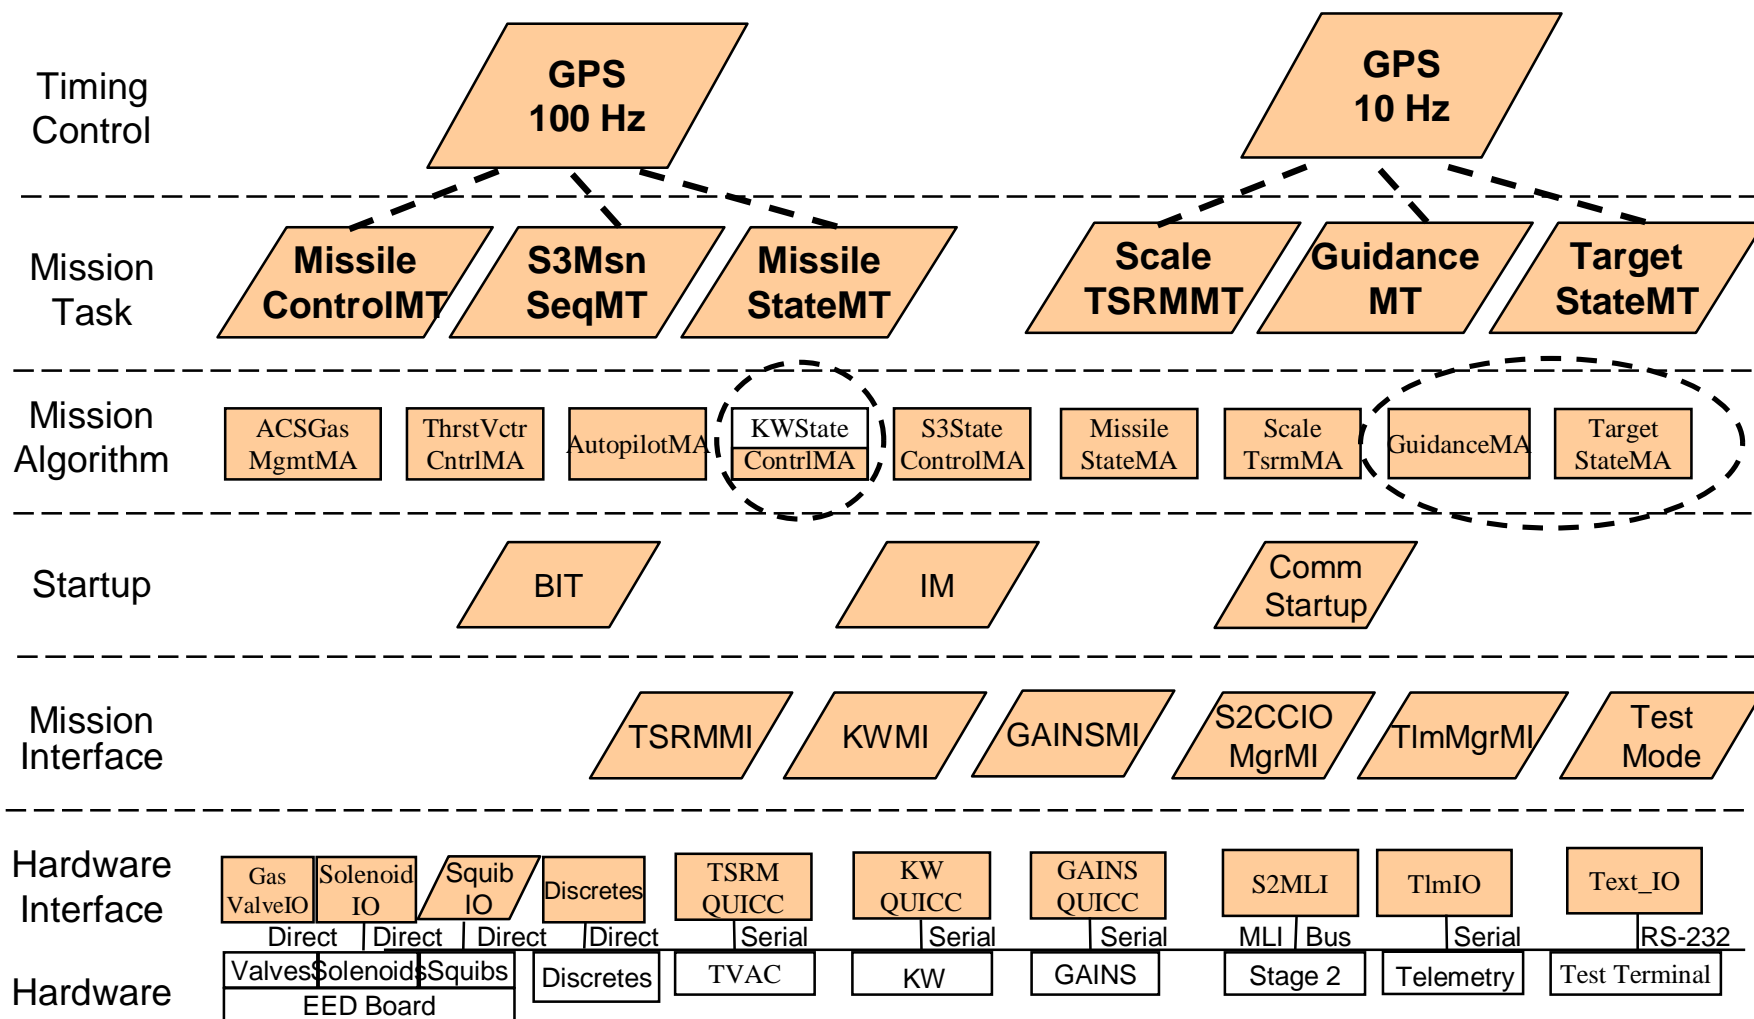 Timing
Control
GPS
100 Hz
GPS
10 Hz
Mission
Task
Missile
ControlMT
S3Msn
SeqMT
Missile
StateMT
Scale
TSRMMT
Guidance
MT
Target
StateMT
Mission
Algorithm
ACSGas
MgmtMA
ThrstVctr
CntrlMA
AutopilotMA
KWState
ContrlMA
S3State
ControlMA
Missile
StateMA
Scale
TsrmMA
GuidanceMA
Target
StateMA
Startup
BIT
IM
Comm
Startup
Mission
Interface
TSRMMI
KWMI
GAINSMI
S2CCIO
MgrMI
TlmMgrMI
Test
Mode
Hardware
Interface
Gas
ValveIO
Solenoid
IO
Squib
IO
Discretes
TSRM
QUICC
KW
QUICC
GAINS
QUICC
S2MLI
TlmIO
Text_IO
Direct
Direct
Direct
Direct
Serial
Serial
Serial
MLI Bus
Serial
RS-232
Hardware
Valves
Solenoids
Squibs
EED Board
Discretes
TVAC
KW
GAINS
Stage 2
Telemetry
Test Terminal